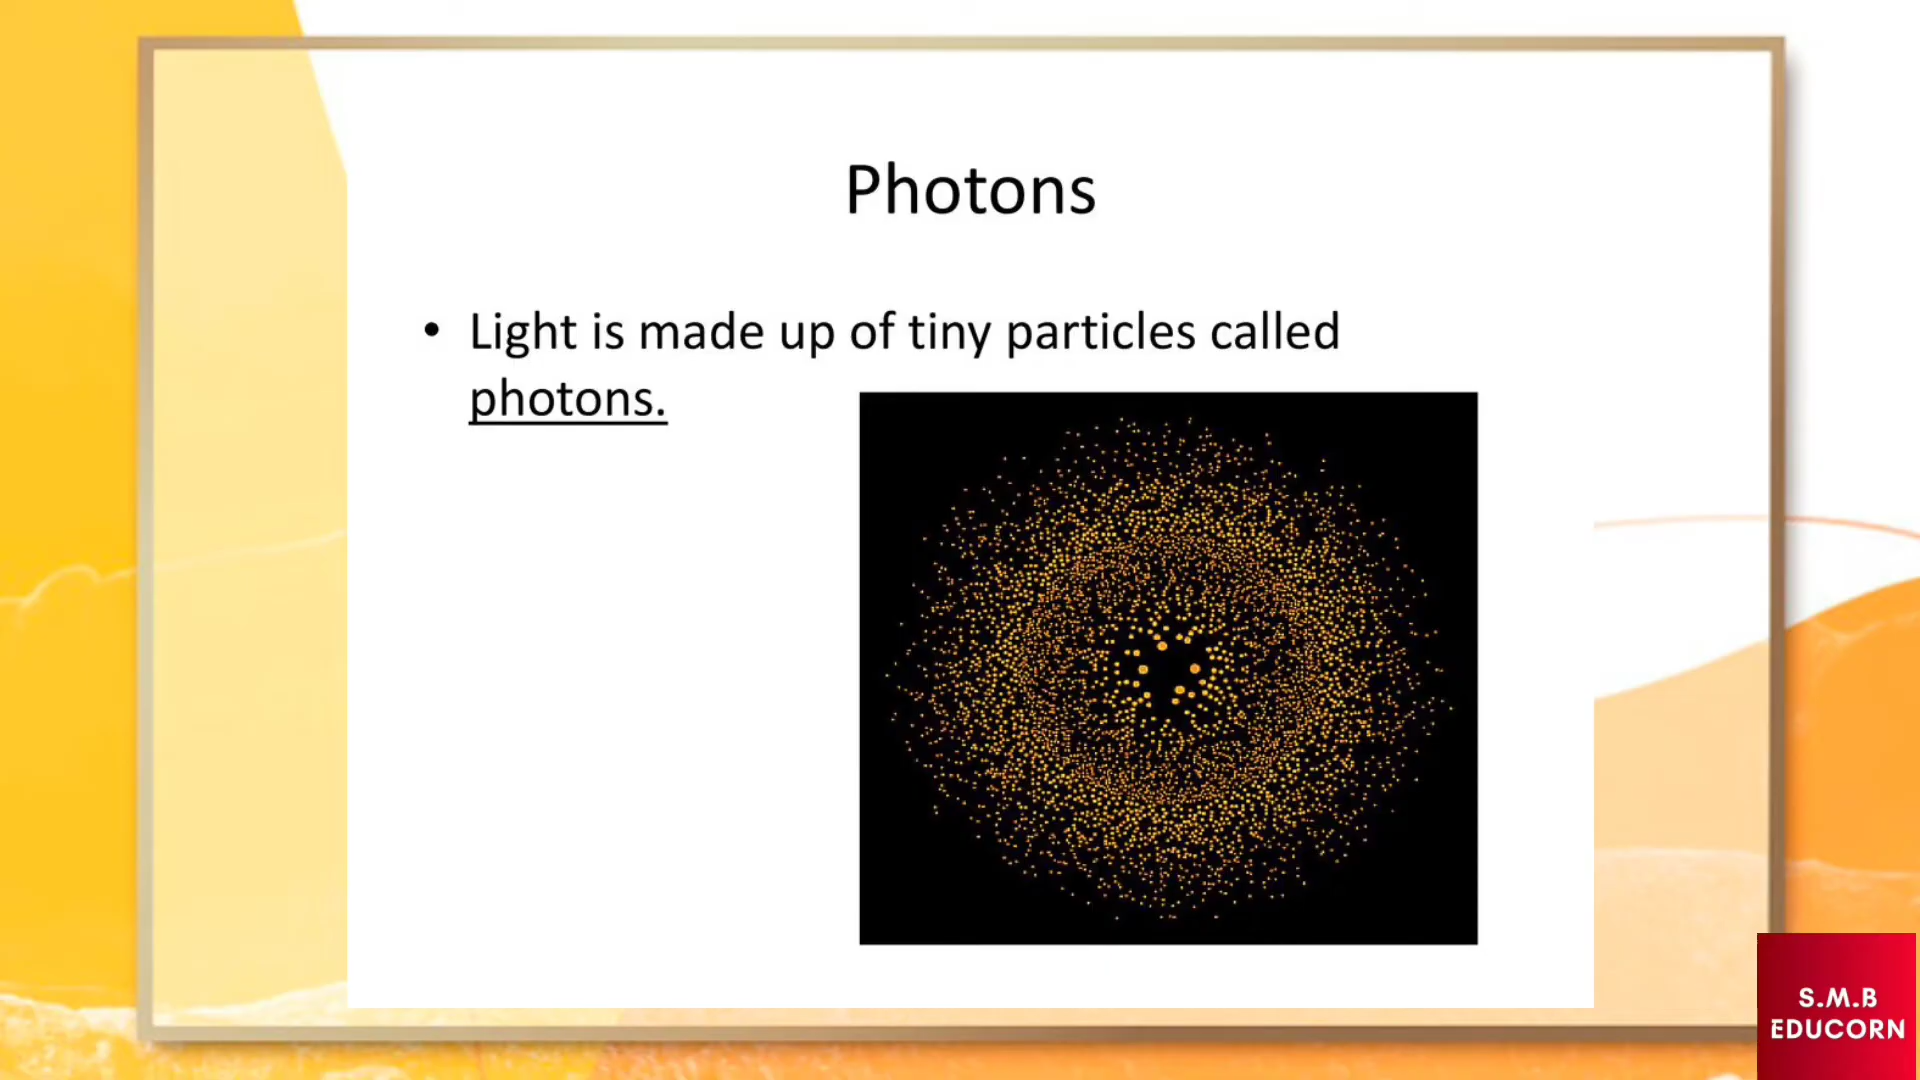 Photons
• Light is made up of tiny particles called
photons.
S.M.B
EDUCORN